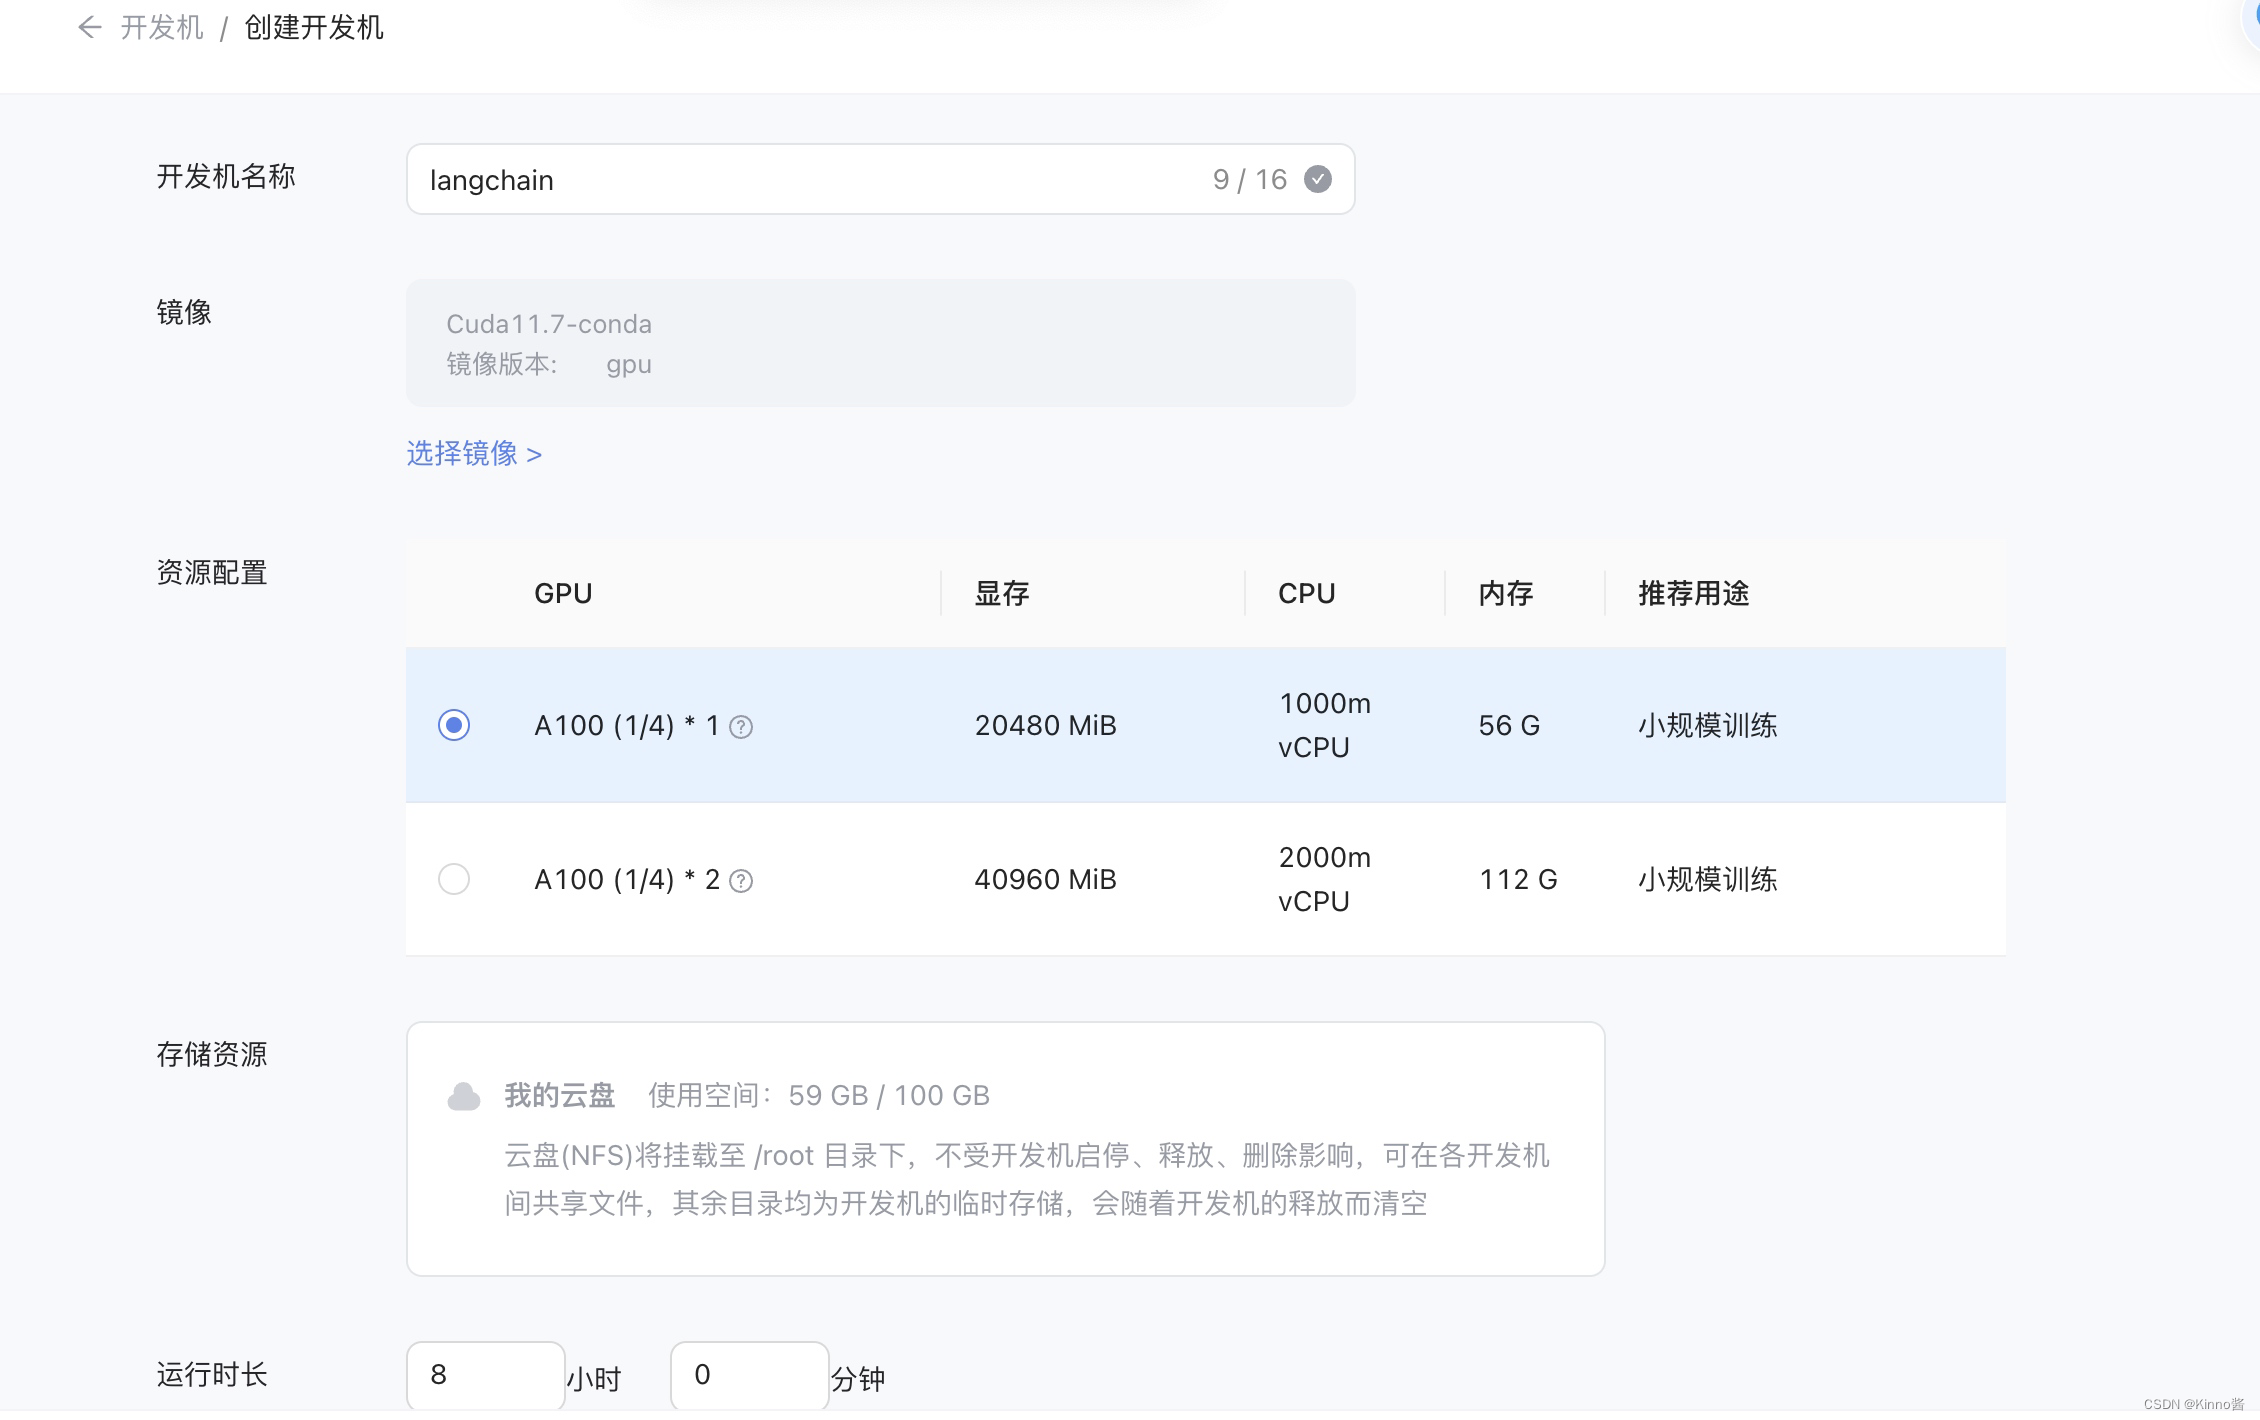 开发机 / 创建开发机
开发机名称
langchain 9 / 16
镜像
Cuda11.7-conda
镜像版本: gpu
选择镜像 >
资源配置
GPU 显存 CPU 内存 推荐用途
A100 (1/4) * 1 20480 MiB 1000m vCPU 56 G 小规模训练
A100 (1/4) * 2 40960 MiB 2000m vCPU 112 G 小规模训练
存储资源
我的云盘 使用空间：59 GB / 100 GB
云盘(NFS)将挂载至 /root 目录下，不受开发机启停、释放、删除影响，可在各开发机
间共享文件，其余目录均为开发机的临时存储，会随着开发机的释放而清空
运行时长
8 小时 0 分钟
CSDN @Kinno酱